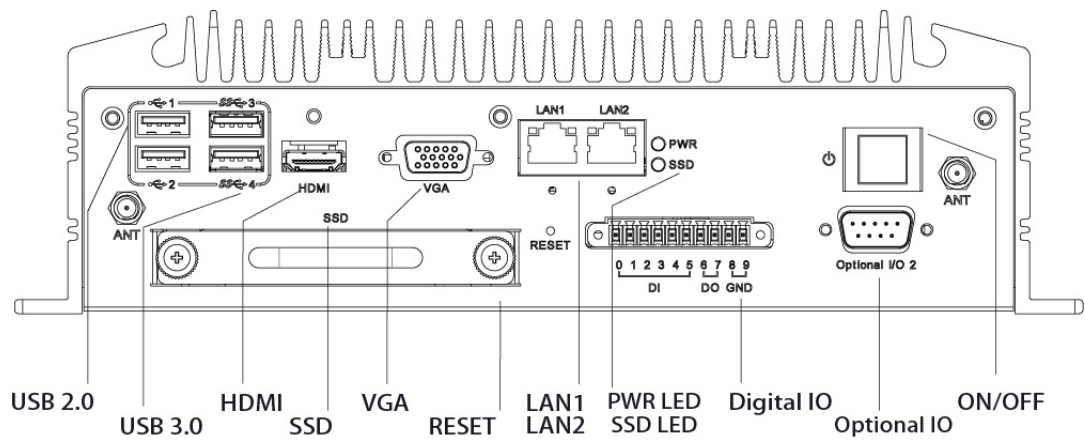 1 SS 3
LAN1 LAN2
PWR
SSD
2 SS 4
HDMI
VGA
ANT
ANT
SSD
RESET
Optional I/O 2
0 1 2 3 4 5 6 7 8 9
DI DO GND
USB 2.0
HDMI
VGA
LAN1
PWR LED
Digital IO
ON/OFF
USB 3.0
SSD
RESET
LAN2
SSD LED
Optional IO